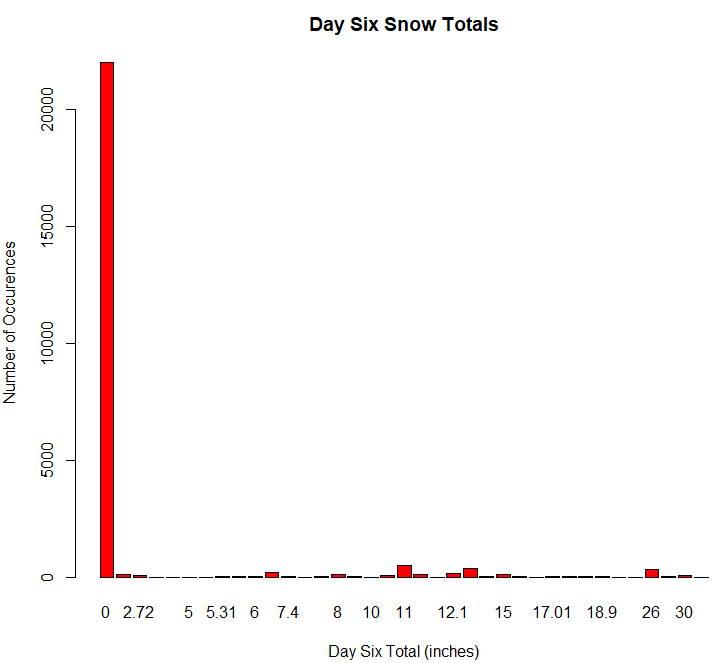 Day Six Snow Totals
Number of Occurences
20000
15000
10000
5000
0
0 2.72 5 5.31 6 7.4 8 10 11 12.1 15 17.01 18.9 26 30
Day Six Total (inches)